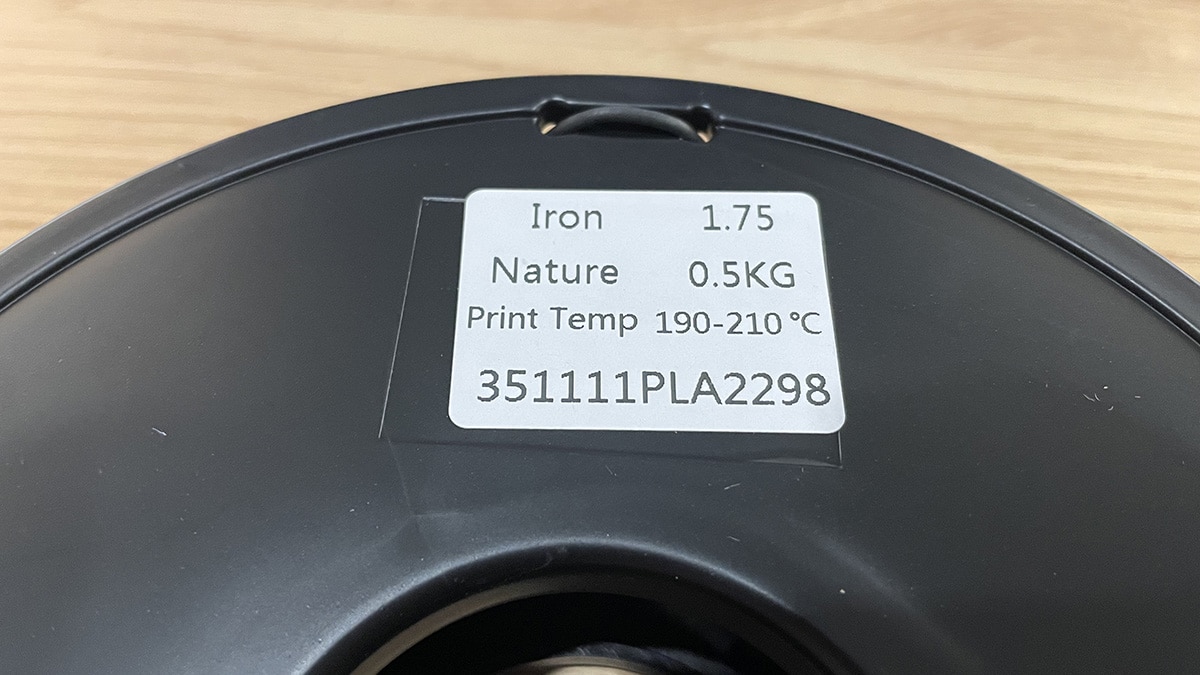 Iron 1.75
Nature 0.5KG
Print Temp 190-210 °C
351111PLA2298